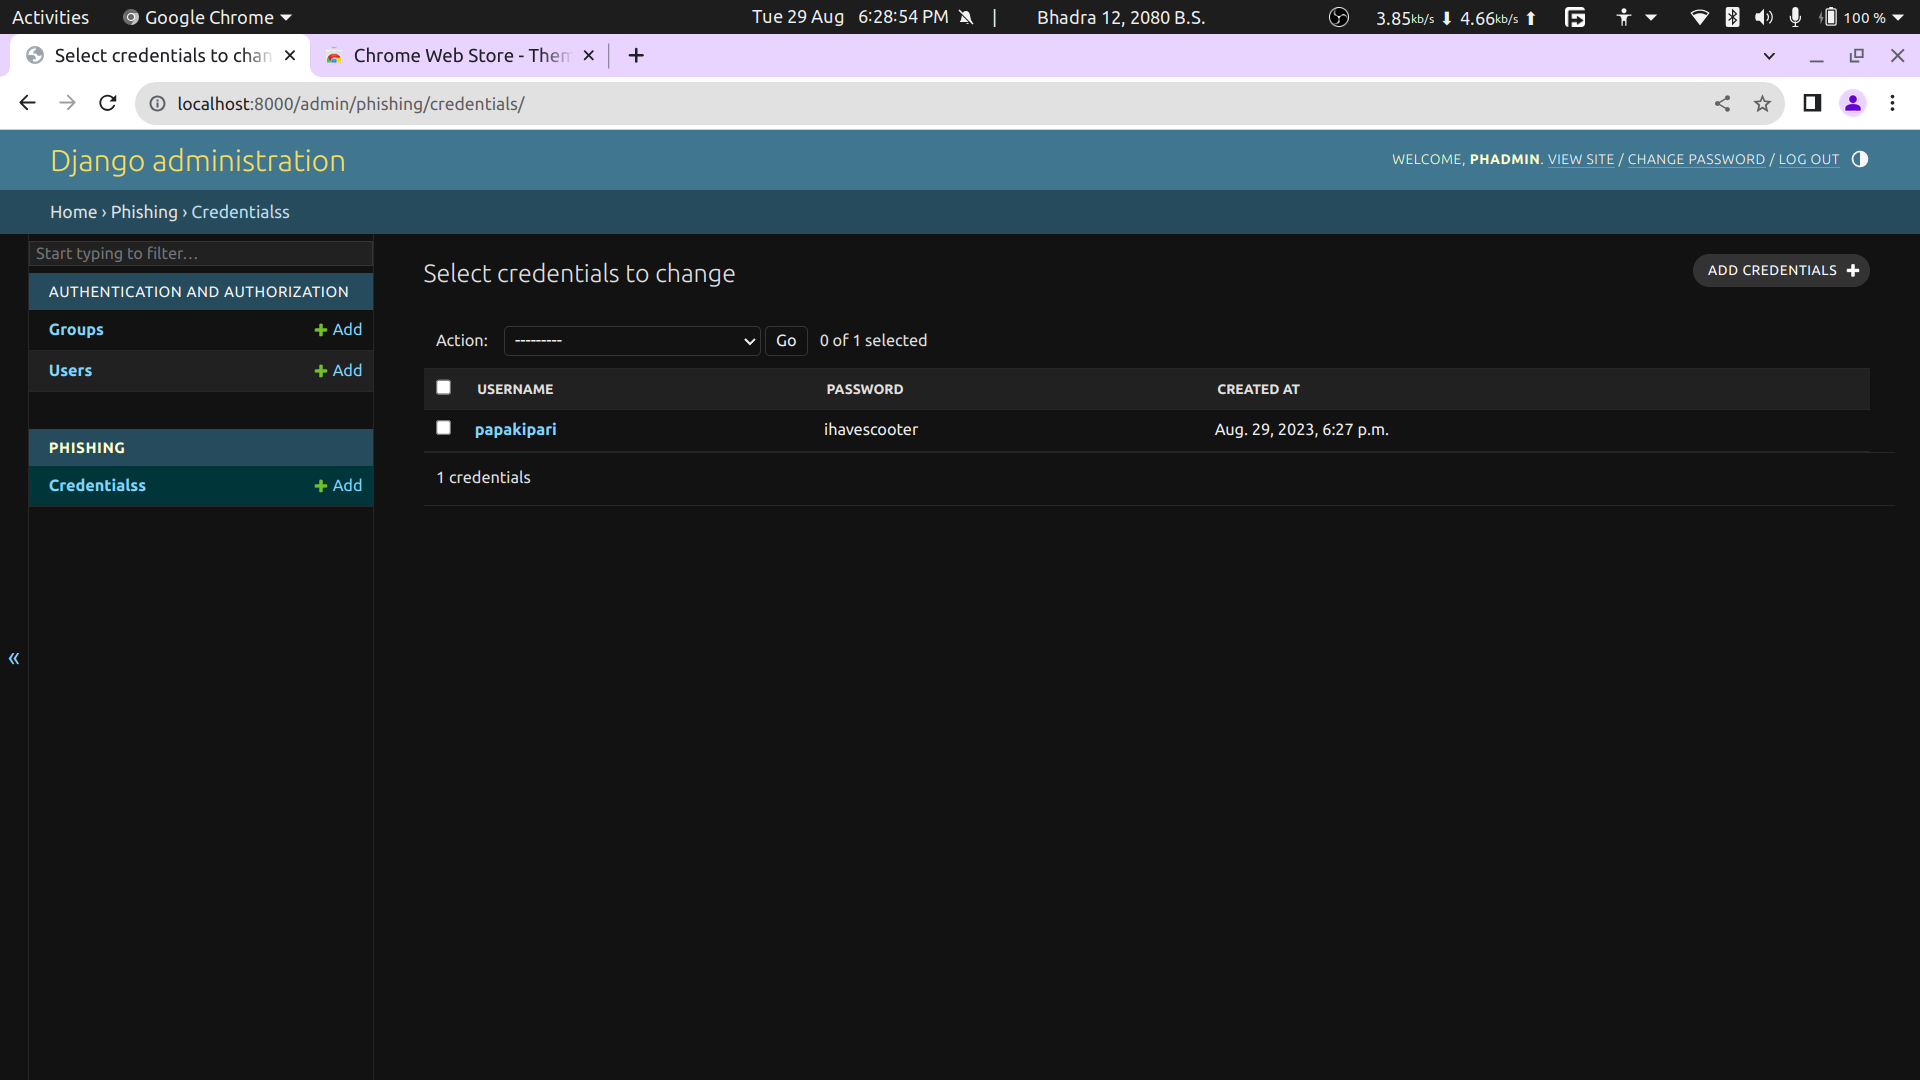 Activities Google Chrome Tue 29 Aug 6:28:54 PM | Bhadra 12, 2080 B.S. 3.85kb/s 4.66kb/s 100 %
Select credentials to chan Chrome Web Store - Them
localhost:8000/admin/phishing/credentials/
Django administration
WELCOME, PHADMIN. VIEW SITE / CHANGE PASSWORD / LOG OUT
Home › Phishing › Credentialss
Start typing to filter…
AUTHENTICATION AND AUTHORIZATION
Groups Add
Users Add
PHISHING
Credentialss Add
«
Select credentials to change
ADD CREDENTIALS
Action: --------- Go 0 of 1 selected
USERNAME PASSWORD CREATED AT
papakipari ihavescooter Aug. 29, 2023, 6:27 p.m.
1 credentials